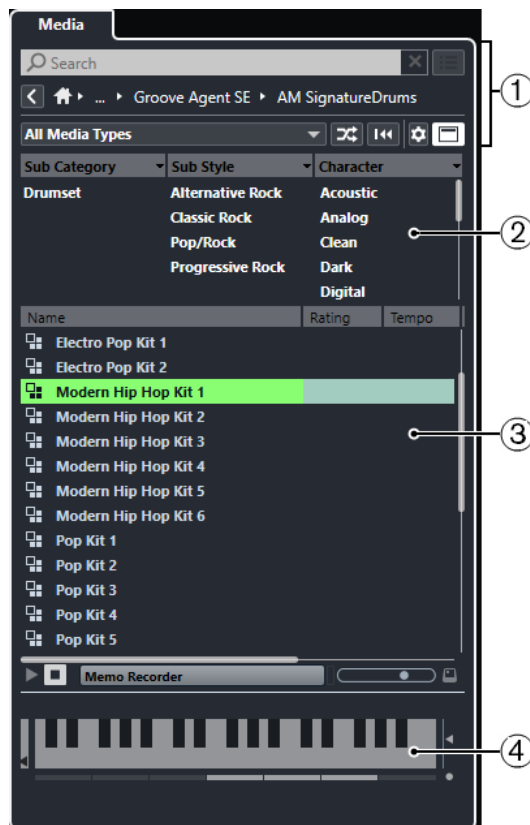 Media
Search
... Groove Agent SE AM SignatureDrums
1
All Media Types
Sub Category Sub Style Character
Drumset Alternative Rock Acoustic
Classic Rock Analog
Pop/Rock Clean
2
Progressive Rock Dark
Digital
Name Rating Tempo
Electro Pop Kit 1
Electro Pop Kit 2
Modern Hip Hop Kit 1
Modern Hip Hop Kit 2
Modern Hip Hop Kit 3
3
Modern Hip Hop Kit 4
Modern Hip Hop Kit 5
Modern Hip Hop Kit 6
Pop Kit 1
Pop Kit 2
Pop Kit 3
Pop Kit 4
Pop Kit 5
Memo Recorder
4